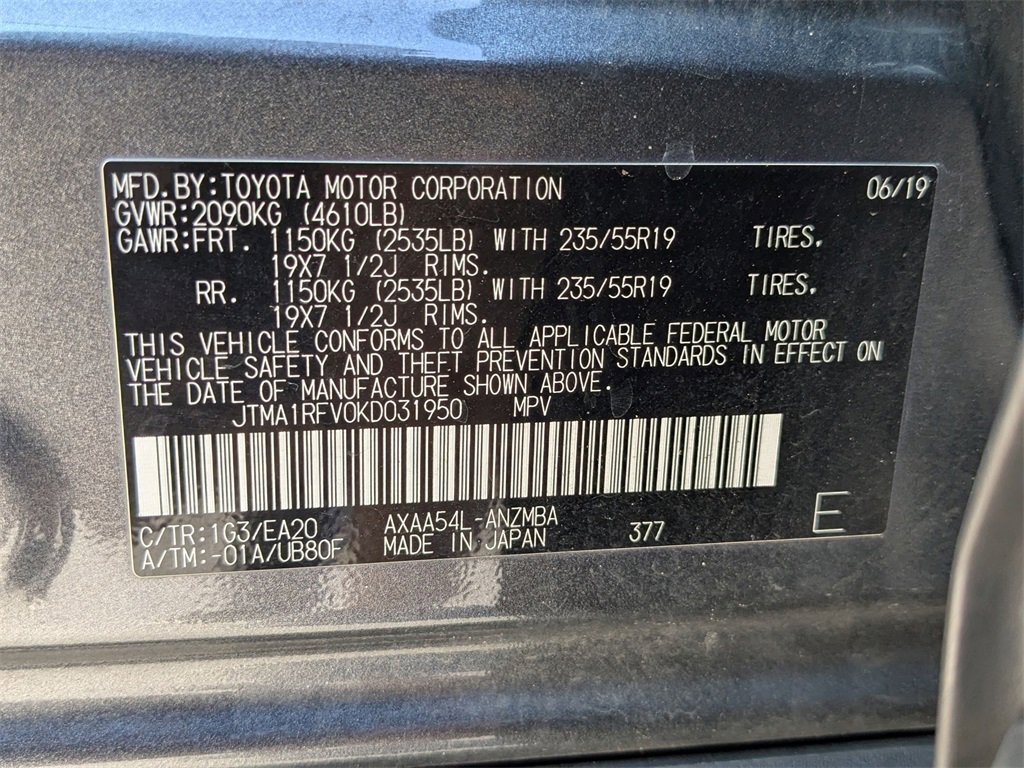 MFD.BY:TOYOTA MOTOR CORPORATION 06/19
GVWR:2090KG (4610LB)
GAWR:FRT. 1150KG (2535LB) WITH 235/55R19 TIRES.
19X7 1/2J RIMS.
RR. 1150KG (2535LB) WITH 235/55R19 TIRES.
19X7 1/2J RIMS.
THIS VEHICLE CONFORMS TO ALL APPLICABLE FEDERAL MOTOR
VEHICLE SAFETY AND THEFT PREVENTION STANDARDS IN EFFECT ON
THE DATE OF MANUFACTURE SHOWN ABOVE.
JTMA1RFV0KD031950 MPV
C/TR:1G3/EA20 AXAA54L-ANZMBA 377 E
A/TM:-01A/UB80F MADE IN JAPAN